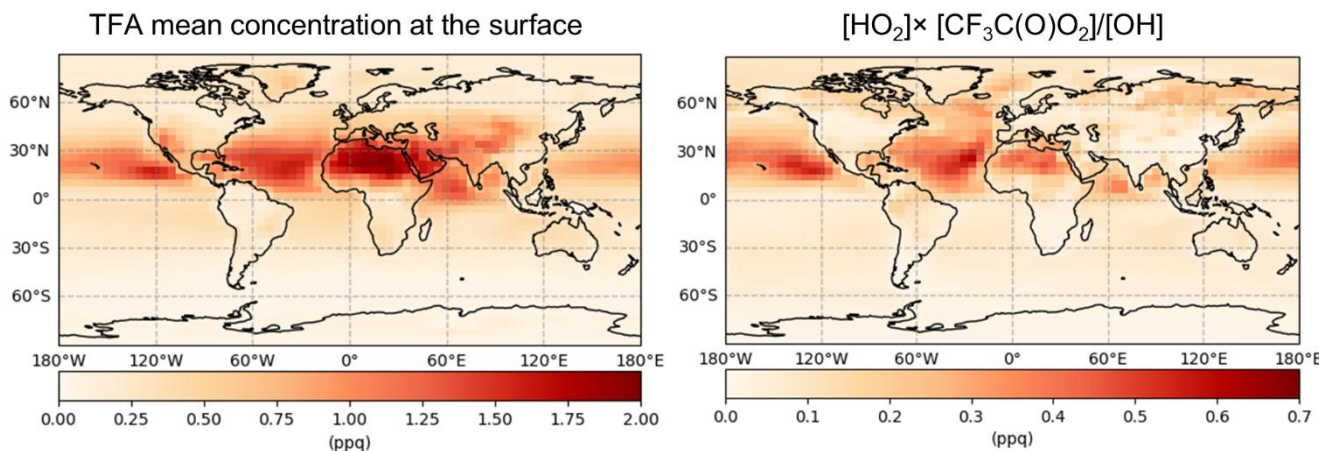 TFA mean concentration at the surface
60°N
30°N
0°
30°S
60°S
180°W 120°W 60°W 0° 60°E 120°E 180°E
0.00 0.25 0.50 0.75 1.00 1.25 1.50 1.75 2.00
(ppq)
[HO₂]× [CF₃C(O)O₂]/[OH]
60°N
30°N
0°
30°S
60°S
180°W 120°W 60°W 0° 60°E 120°E 180°E
0.0 0.1 0.2 0.3 0.4 0.5 0.6 0.7
(ppq)